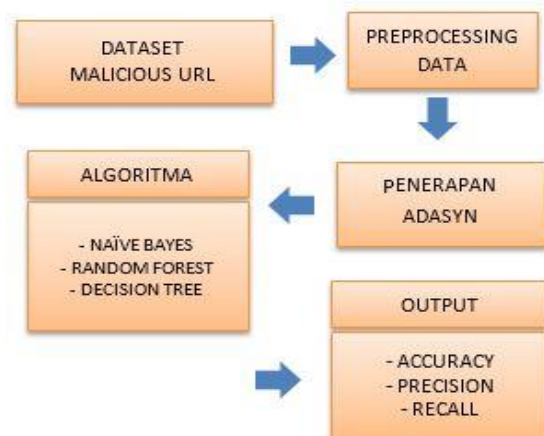 DATASET
MALICIOUS URL
PREPROCESSING
DATA
PENERAPAN
ADASYN
ALGORITMA
- NAÏVE BAYES
- RANDOM FOREST
- DECISION TREE
OUTPUT
- ACCURACY
- PRECISION
- RECALL